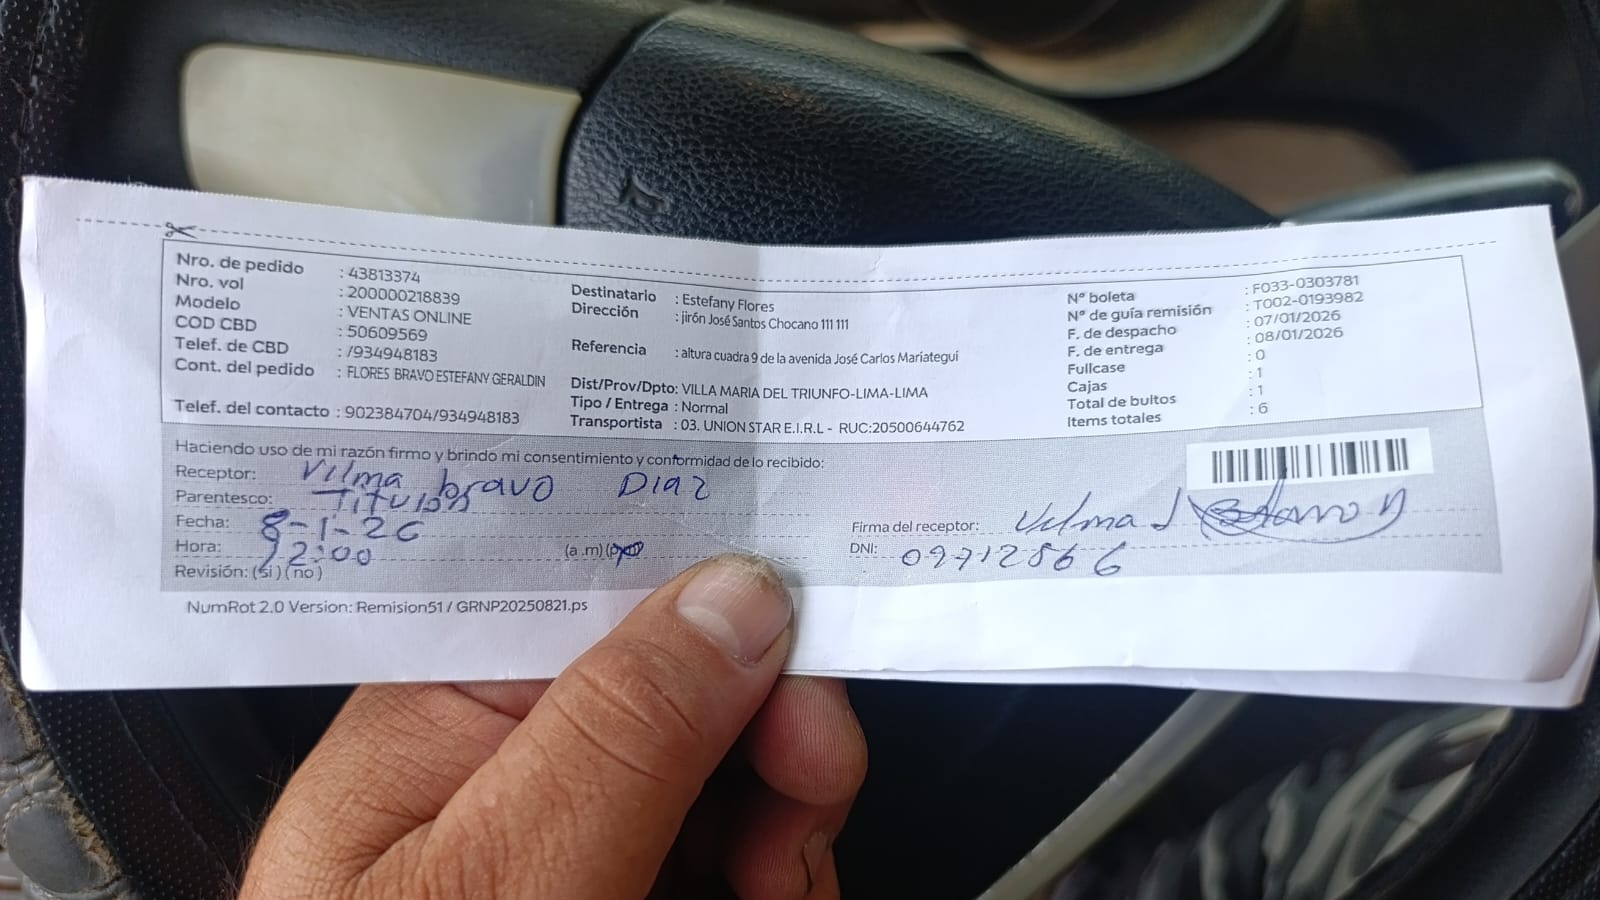 Nro. de pedido : 43813374
Nro. vol : 200000218839
Modelo : VENTAS ONLINE
COD CBD : 50609569
Telef. de CBD : /934948183
Cont. del pedido : FLORES BRAVO ESTEFANY GERALDIN
Telef. del contacto : 902384704/934948183
Destinatario : Estefany Flores
Dirección : jirón José Santos Chocano 111 111
Referencia : altura cuadra 9 de la avenida José Carlos Mariategui
Dist/Prov/Dpto: VILLA MARIA DEL TRIUNFO-LIMA-LIMA
Tipo / Entrega : Normal
Transportista : 03. UNION STAR E.I.R.L - RUC:20500644762
Nº boleta : F033-0303781
Nº de guía remisión : T002-0193982
F. de despacho : 07/01/2026
F. de entrega : 08/01/2026
Fullcase : 0
Cajas : 1
Total de bultos : 1
Items totales : 6
Haciendo uso de mi razón firmo y brindo mi consentimiento y conformidad de lo recibido:
Receptor: Vilma bravo Diaz
Parentesco:
Fecha: 8-1-26
Hora: 12:00 (a .m)
Revisión: (si) (no)
Firma del receptor: Vilma
DNI: 09712566
NumRot 2.0 Version: Remision51 / GRNP20250821.ps